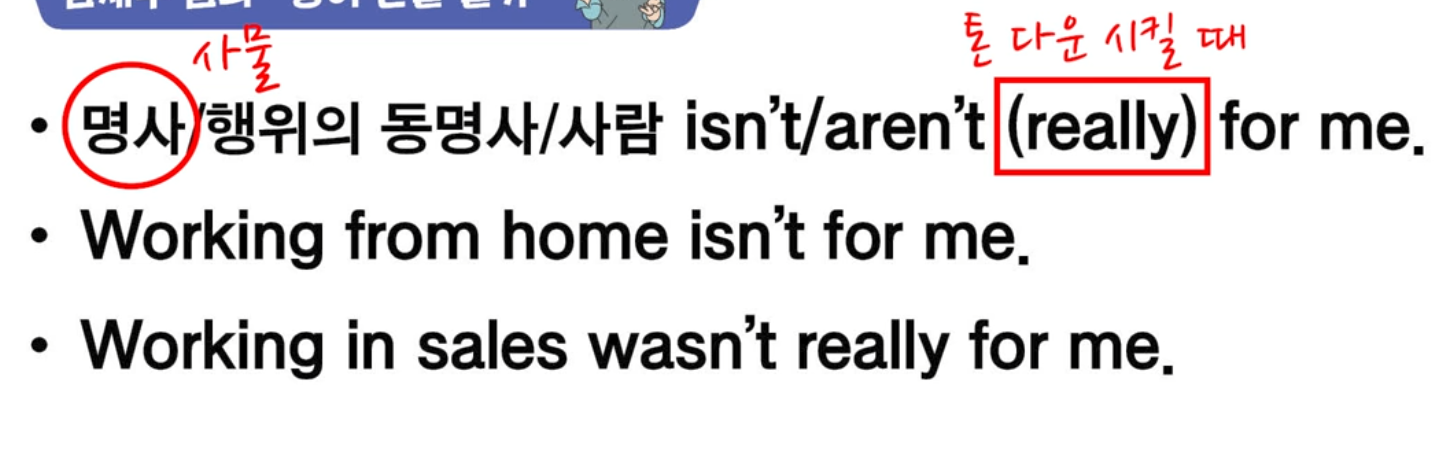 사물
톤 다운 시킬 때
• 명사/행위의 동명사/사람 isn't/aren't (really) for me.
• Working from home isn't for me.
• Working in sales wasn't really for me.